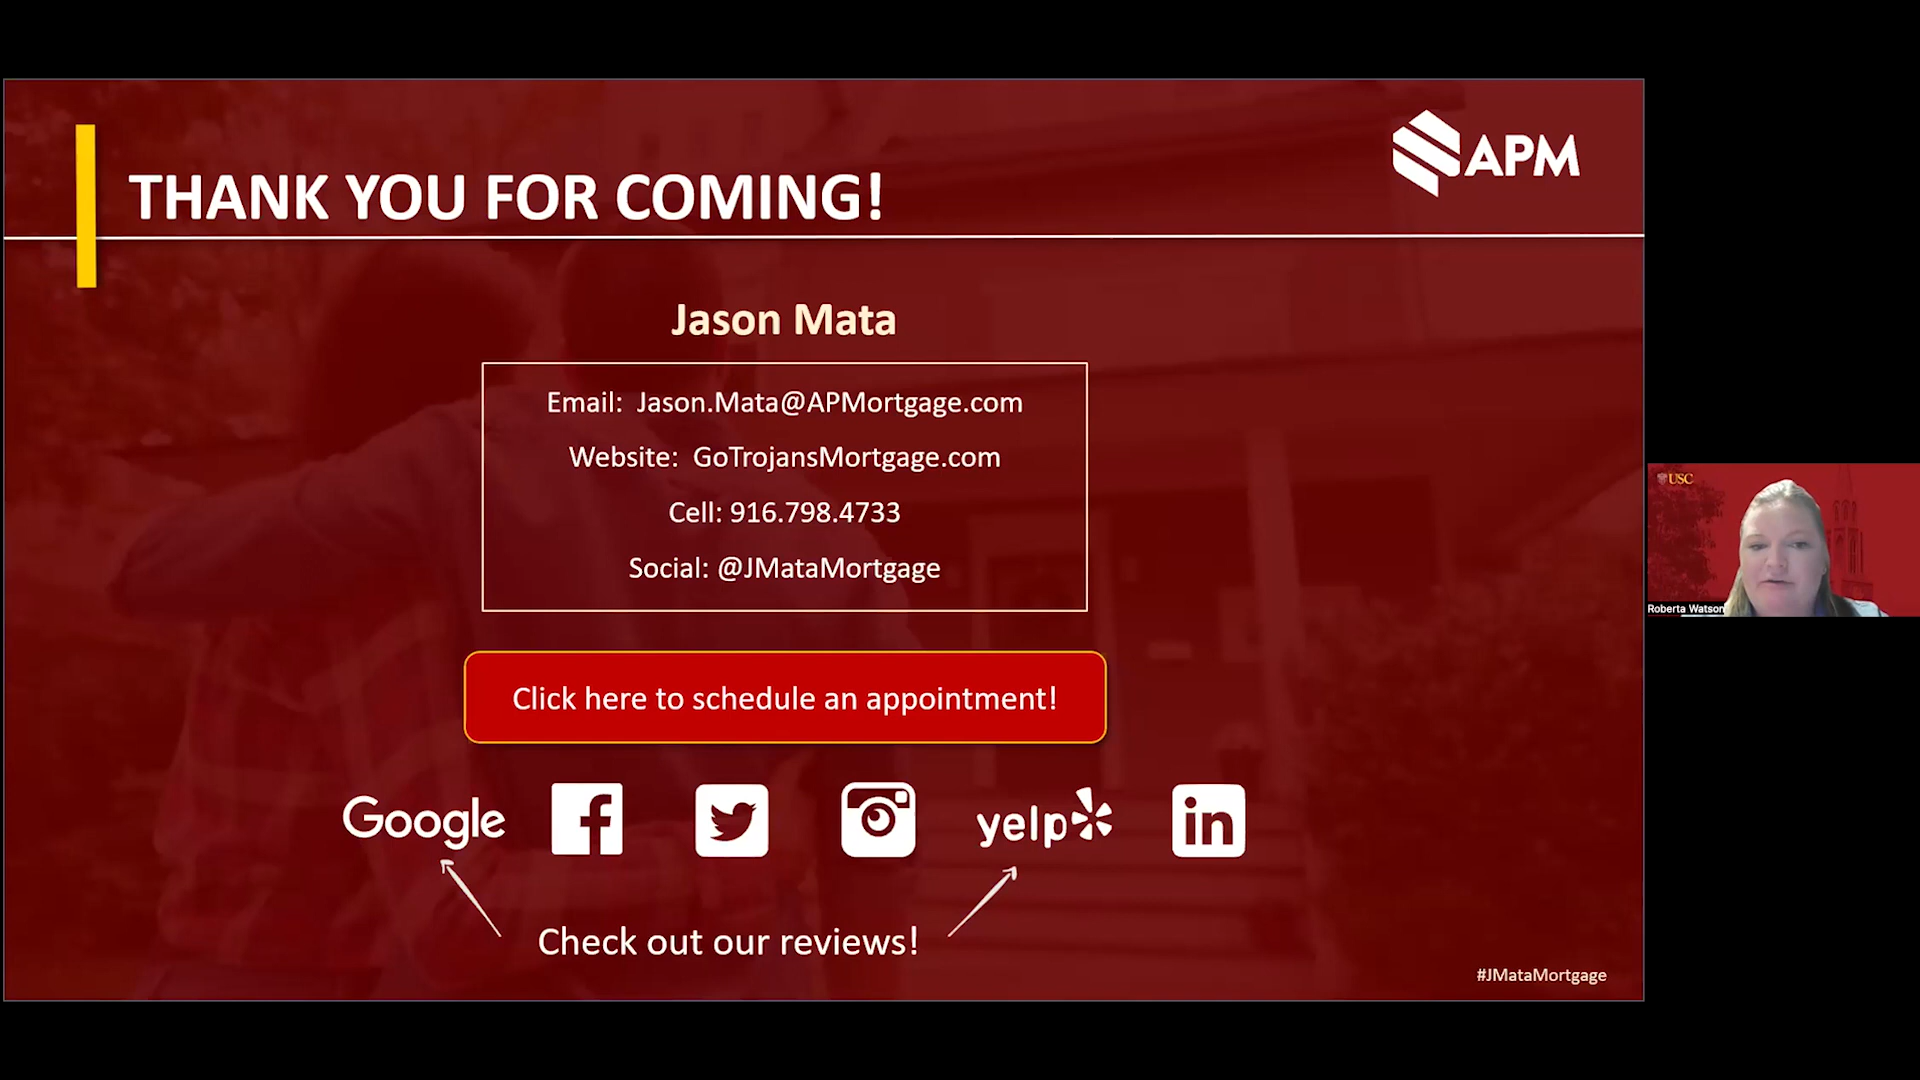 APM
THANK YOU FOR COMING!
Jason Mata
Email:  Jason.Mata@APMortgage.com
Website:  GoTrojansMortgage.com
Cell: 916.798.4733
Social: @JMataMortgage
USC
Roberta Watson
Click here to schedule an appointment!
Google
yelp
in
Check out our reviews!
#JMataMortgage